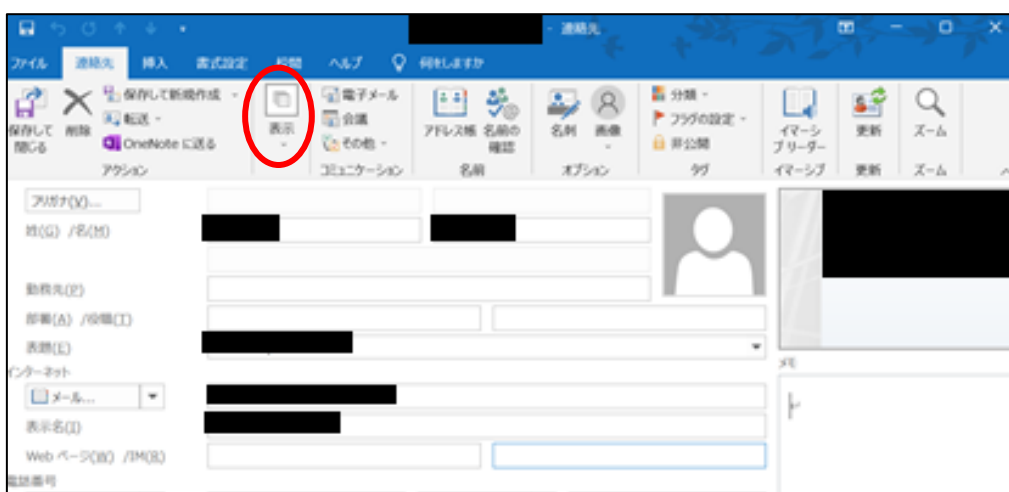 - 連絡先
ファイル 連絡先 挿入 書式設定 校閲 ヘルプ 何をしますか
保存して閉じる 削除 保存して新規作成 転送 OneNote に送る
表示
電子メール 会議 その他
アドレス帳 名前の確認
名刺 画像
分類 フラグの設定 非公開
イマーシブ リーダー 更新 ズーム
アクション コミュニケーション 名前 オプション タグ イマーシブ 更新 ズーム
フリガナ(V)...
姓(G) /名(M)
勤務先(P)
部署(A) /役職(T)
表題(E)
インターネット
メール...
表示名(I)
Web ページ(W) /IM(R)
電話番号
メモ